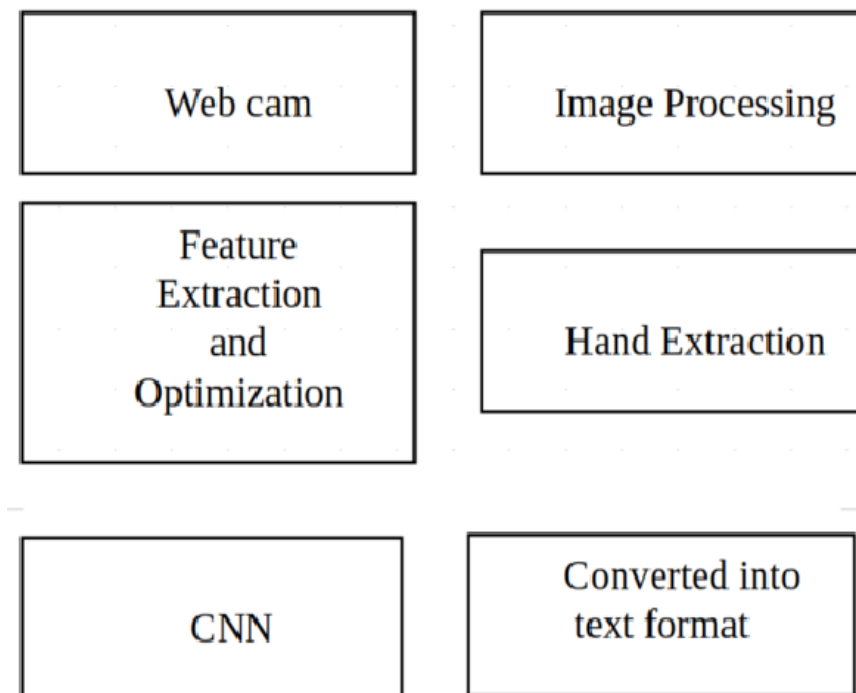 Web cam
Image Processing
Feature
Extraction
and
Optimization
Hand Extraction
CNN
Converted into
text format